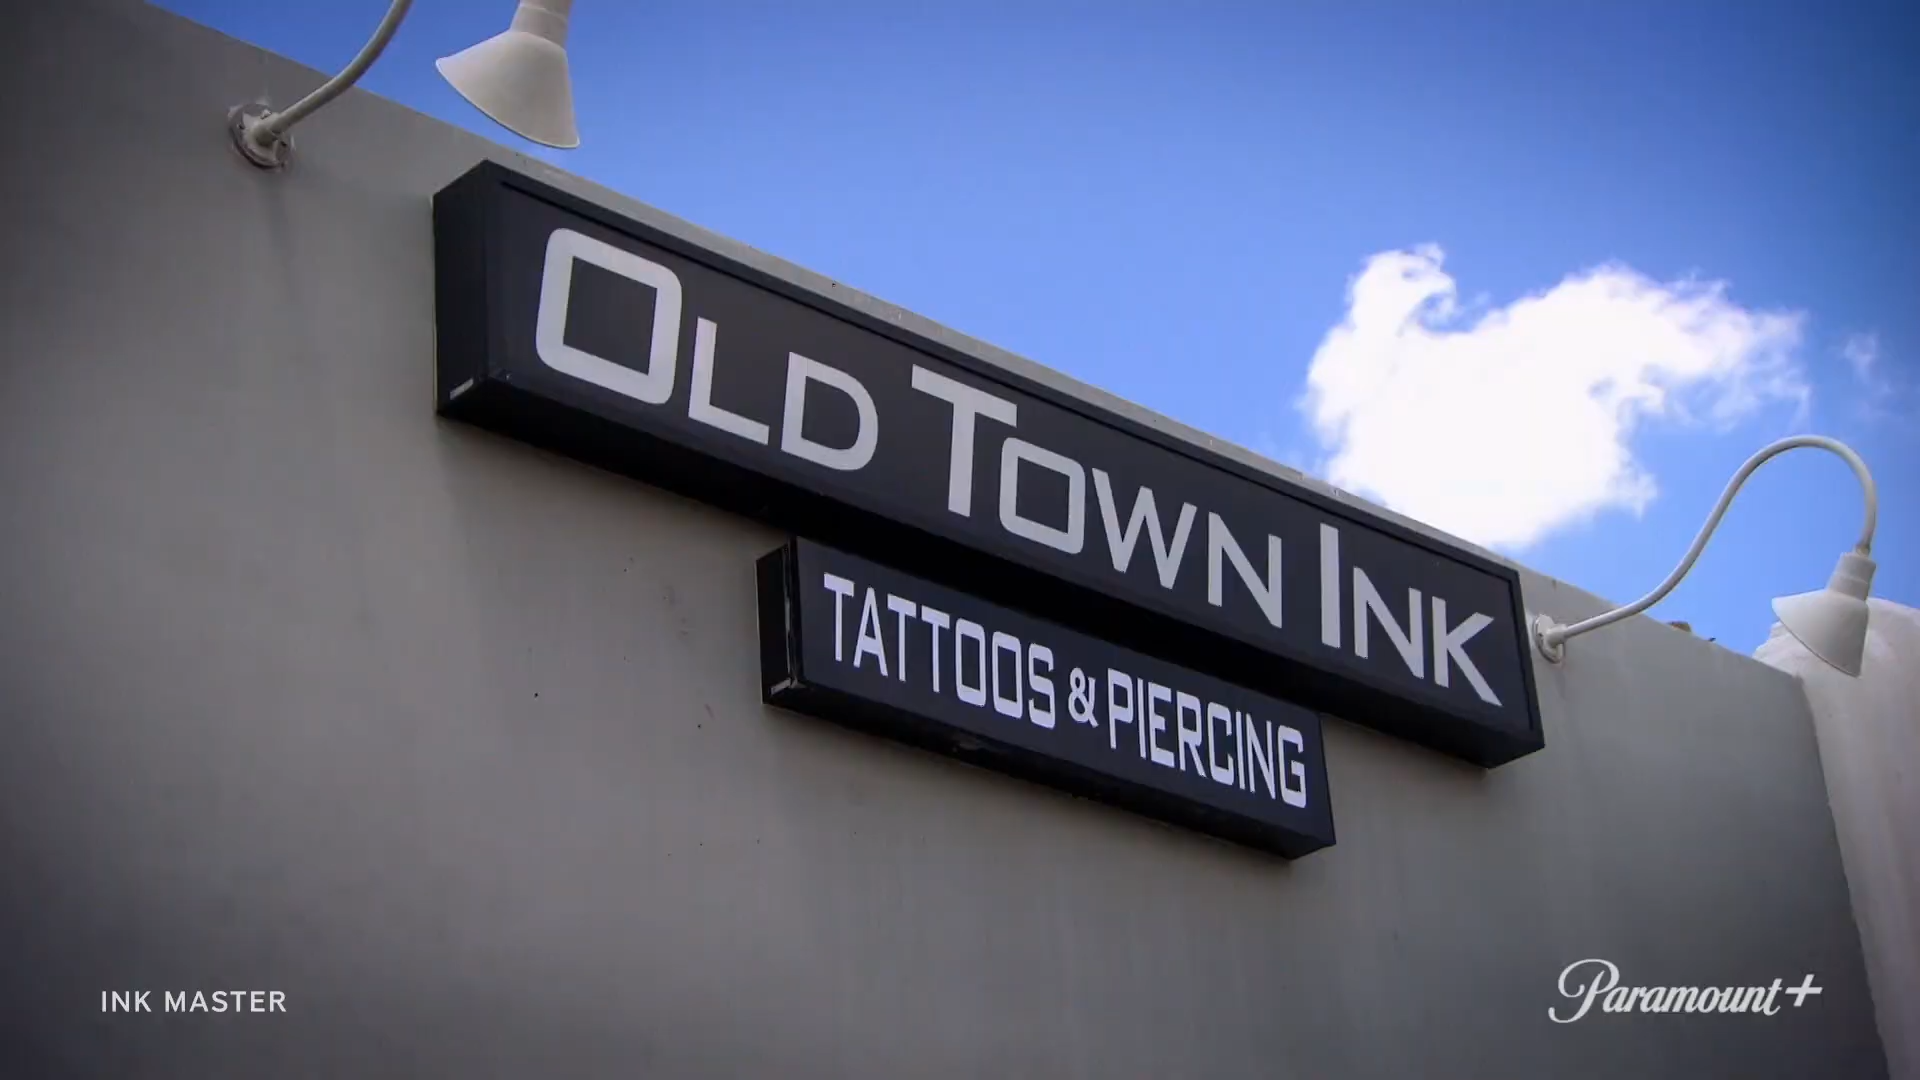 OLD TOWN INK
TATTOOS & PIERCING
INK MASTER
Paramount+